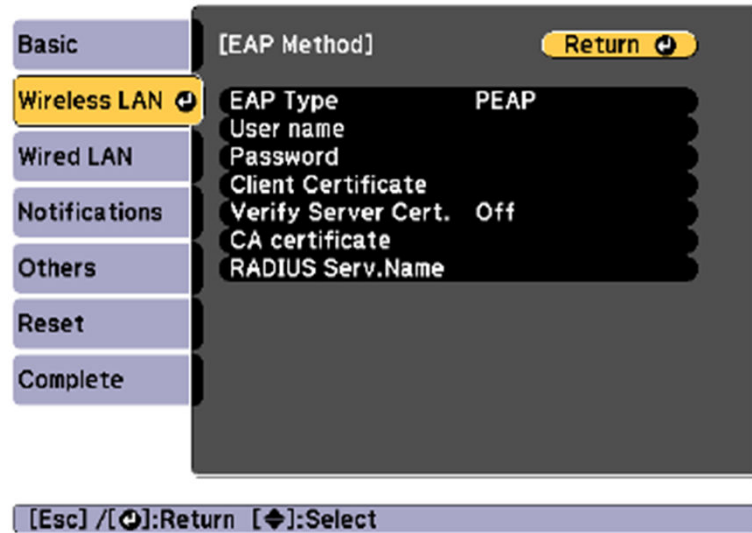 Basic
Wireless LAN
Wired LAN
Notifications
Others
Reset
Complete
[EAP Method] Return
EAP Type PEAP
User name
Password
Client Certificate
Verify Server Cert. Off
CA certificate
RADIUS Serv.Name
[Esc] /[⏎]:Return [◆]:Select